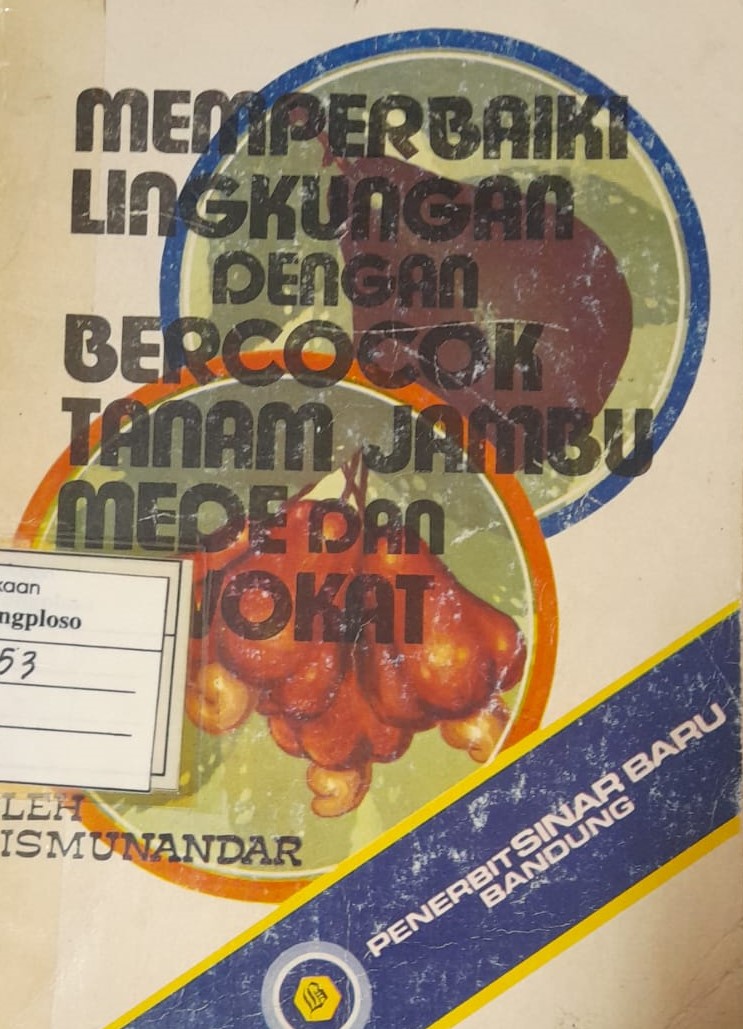 MEMPERBAIKI
LINGKUNGAN
DENGAN
BERCOCOK
TANAM JAMBU
MEDE DAN
VOKAT
kaan
ngploso
53
LEH
ISMUNANDAR
PENERBIT SINAR BARU
BANDUNG